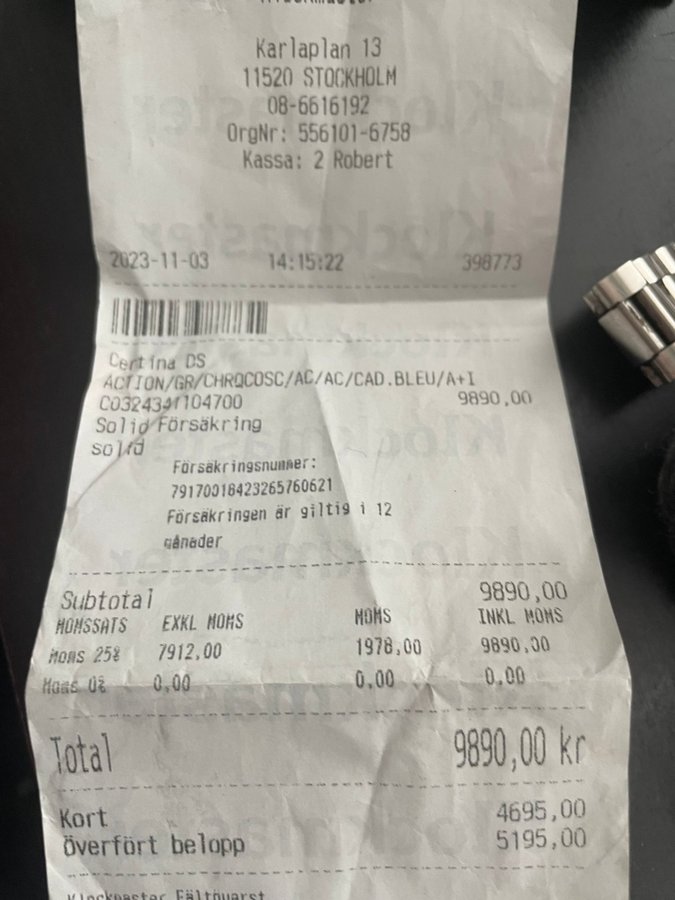 Karlaplan 13
11520 STOCKHOLM
08-6616192
OrgNr: 556101-6758
Kassa: 2 Robert
2023-11-03 14:15:22 398773
Certina DS
ACTION/GR/CHRQCOSC/AC/AC/CAD.BLEU/A+I
C0324341104700 9890,00
Solid Försäkring
solid
Försäkringsnummer:
79170018423265760621
Försäkringen är giltig i 12
månader
Subtotal 9890,00
MOMSSATS EXKL MOMS MOMS INKL MOMS
Moms 25% 7912,00 1978,00 9890,00
Moms 0% 0,00 0,00 0,00
Total 9890,00 kr
Kort 4695,00
Överfört belopp 5195,00
Klockmaster Fältöverst